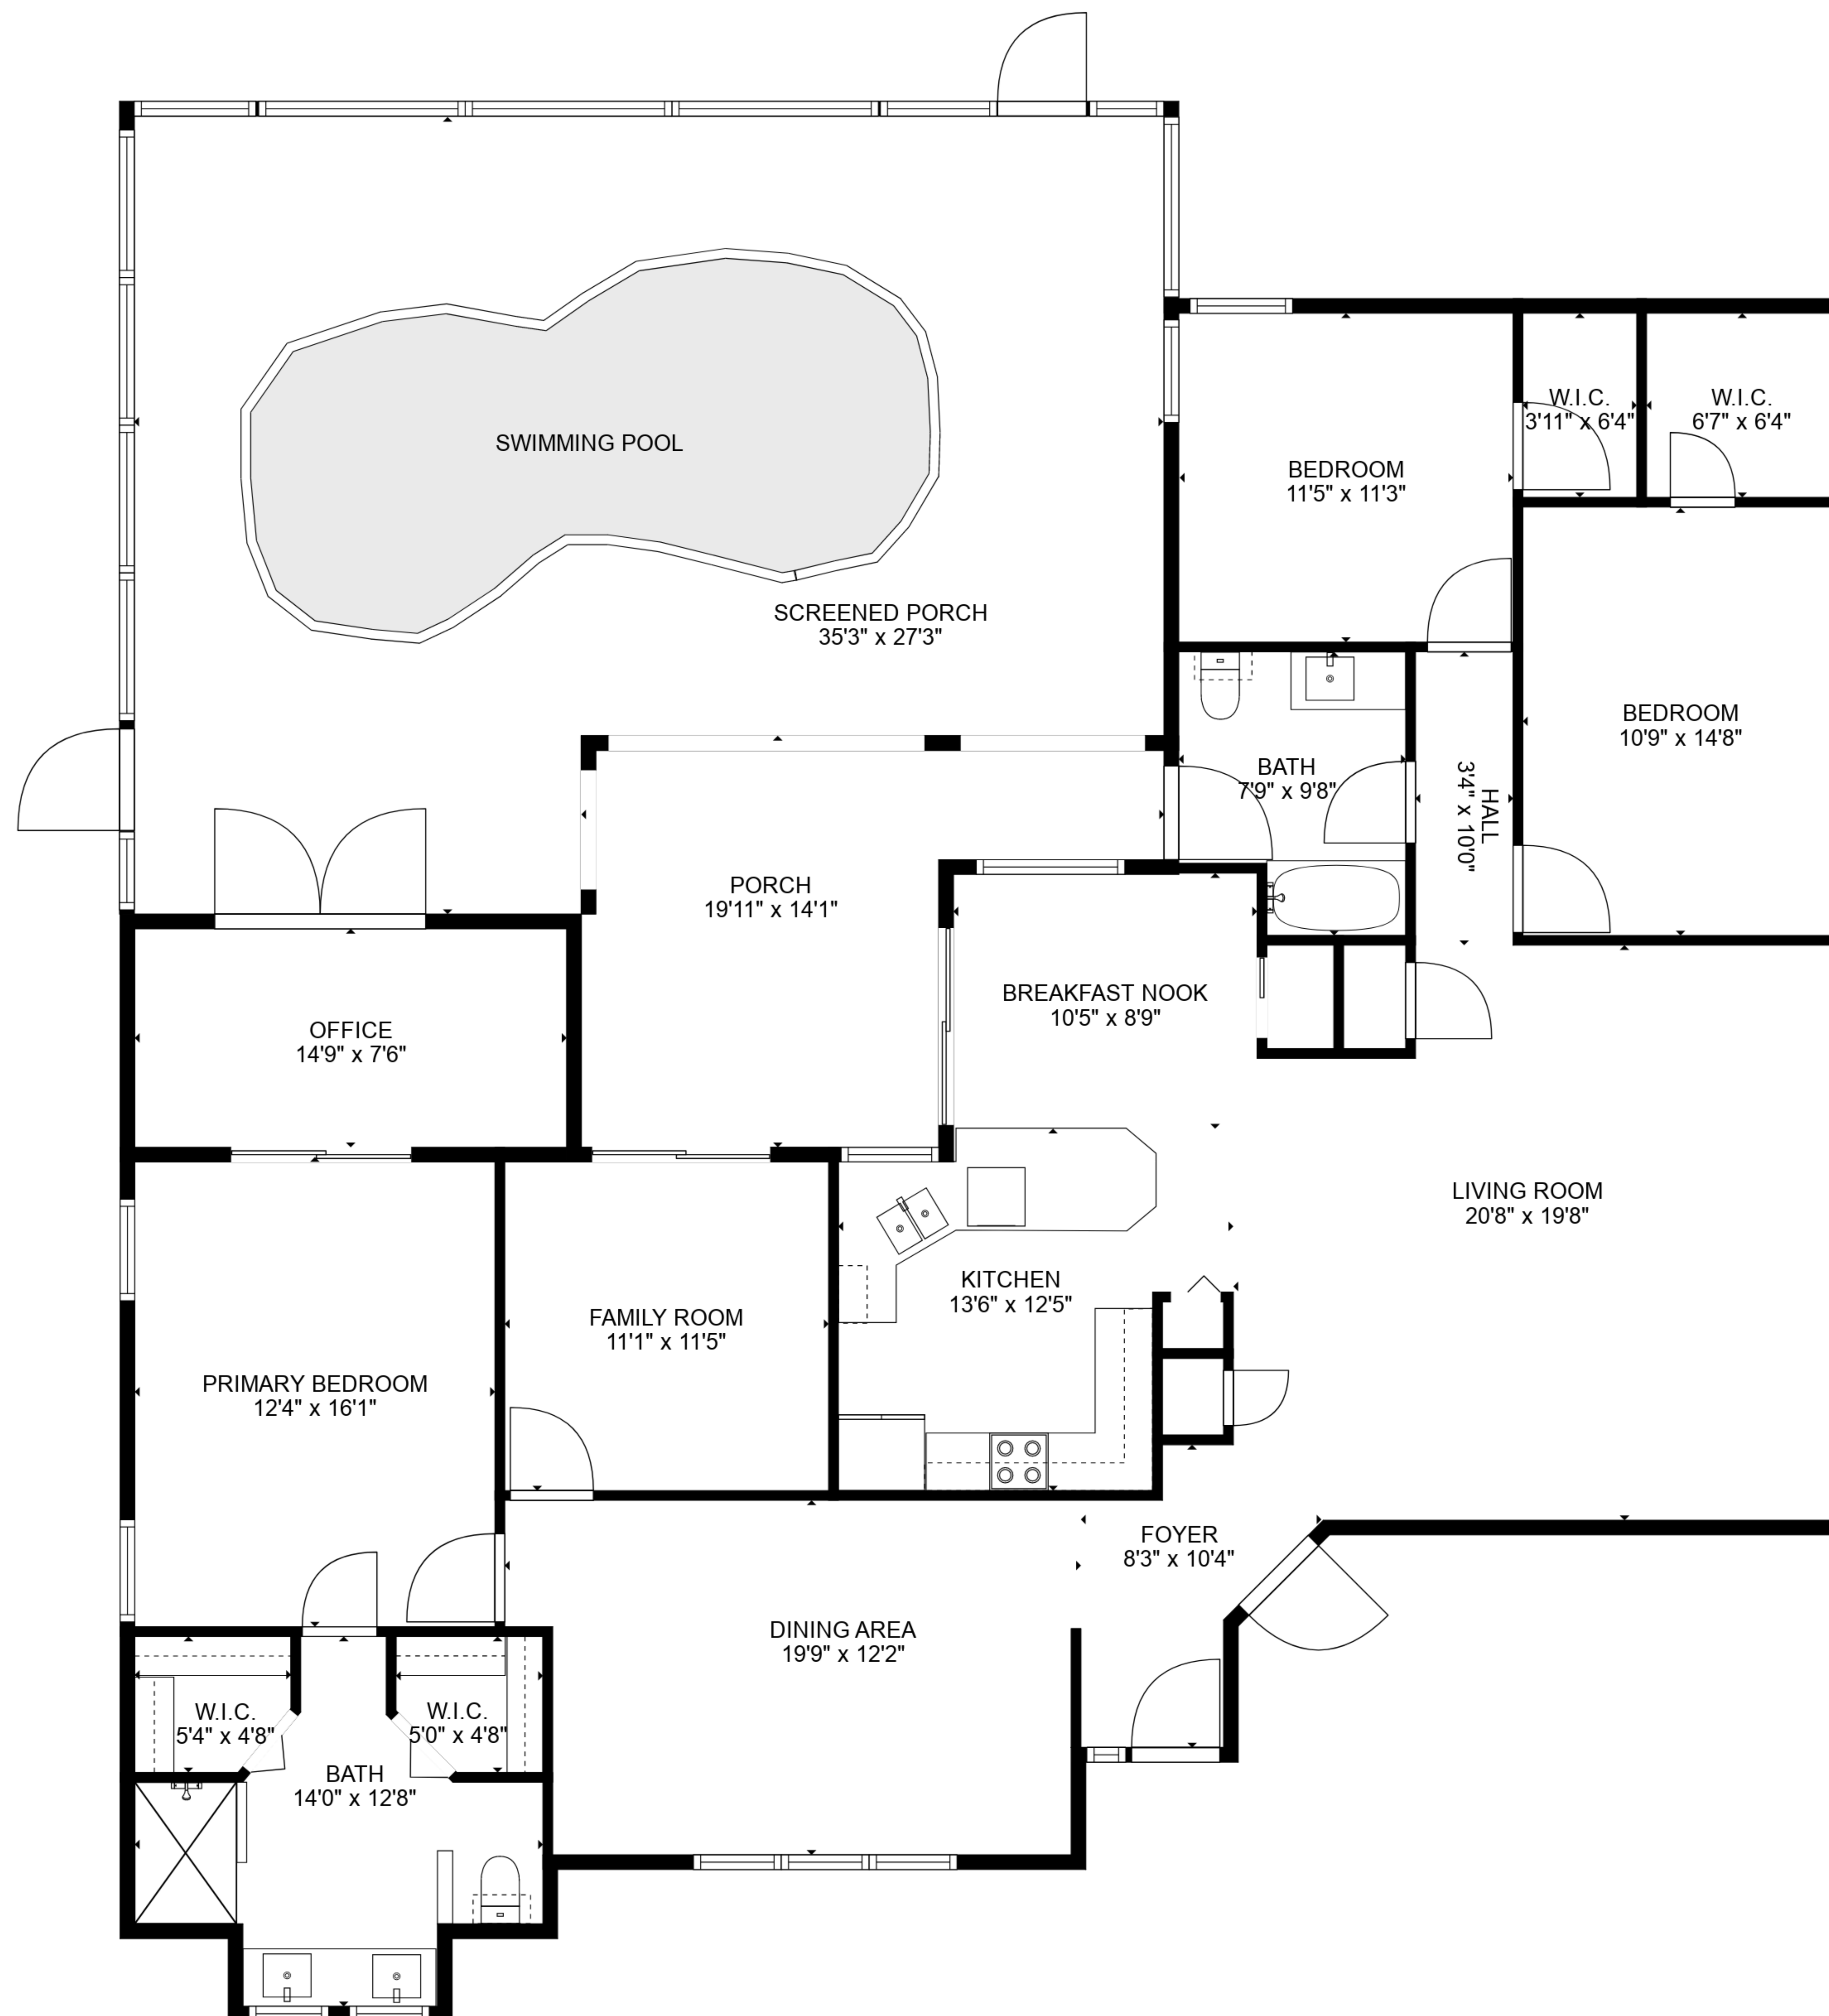 SWIMMING POOL
SCREENED PORCH
35'3" x 27'3"
W.I.C.
3'11" x 6'4"
W.I.C.
6'7" x 6'4"
BEDROOM
11'5" x 11'3"
BEDROOM
10'9" x 14'8"
BATH
7'9" x 9'8"
HALL
3'4" x 10'0"
PORCH
19'11" x 14'1"
BREAKFAST NOOK
10'5" x 8'9"
OFFICE
14'9" x 7'6"
LIVING ROOM
20'8" x 19'8"
KITCHEN
13'6" x 12'5"
FAMILY ROOM
11'1" x 11'5"
PRIMARY BEDROOM
12'4" x 16'1"
FOYER
8'3" x 10'4"
DINING AREA
19'9" x 12'2"
W.I.C.
5'4" x 4'8"
W.I.C.
5'0" x 4'8"
BATH
14'0" x 12'8"